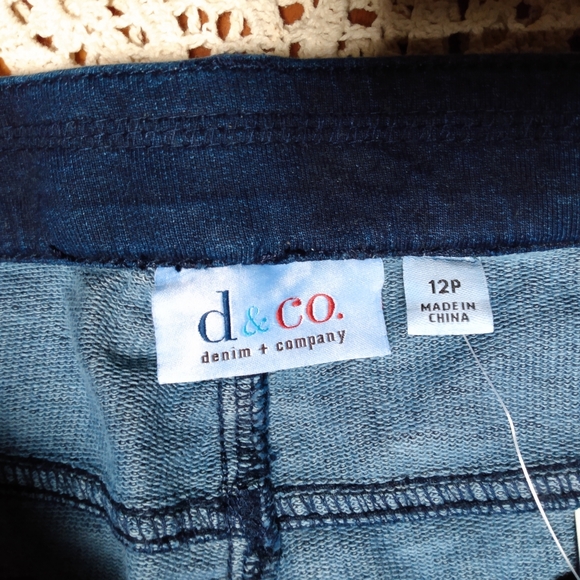 d & co.
denim + company
12P
MADE IN
CHINA